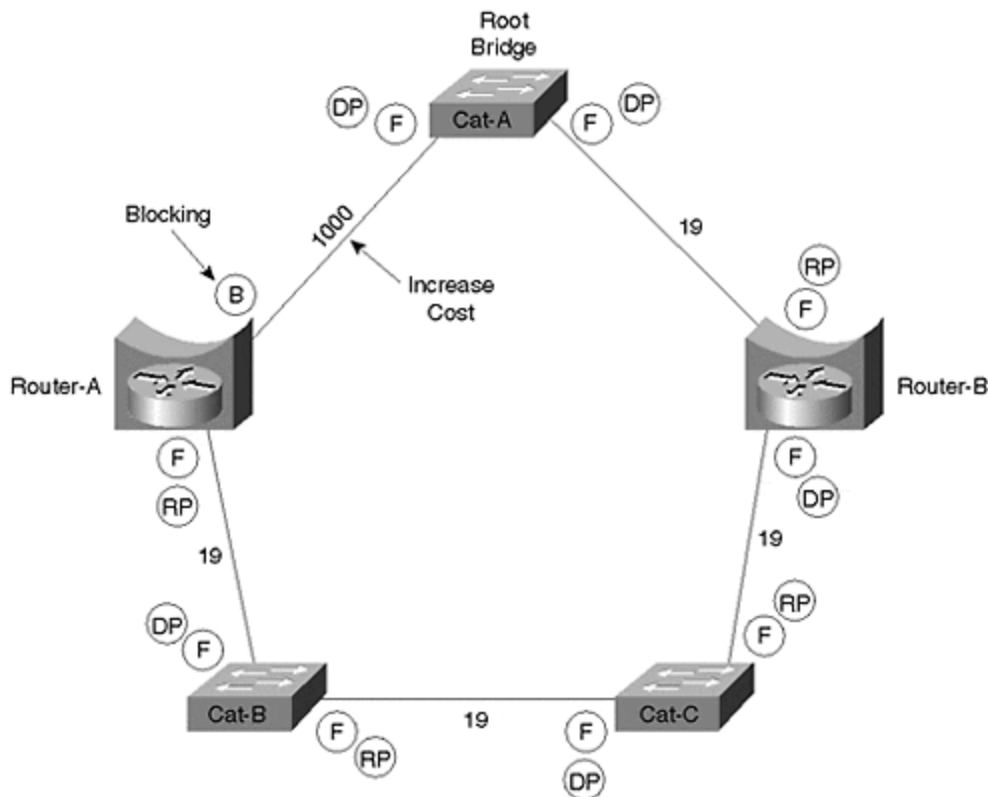 Root
Bridge
DP
F
Cat-A
F
DP
Blocking
1000
19
B
Increase
Cost
RP
F
Router-A
Router-B
F
RP
F
DP
19
19
DP
F
RP
F
Cat-B
19
Cat-C
F
RP
F
DP